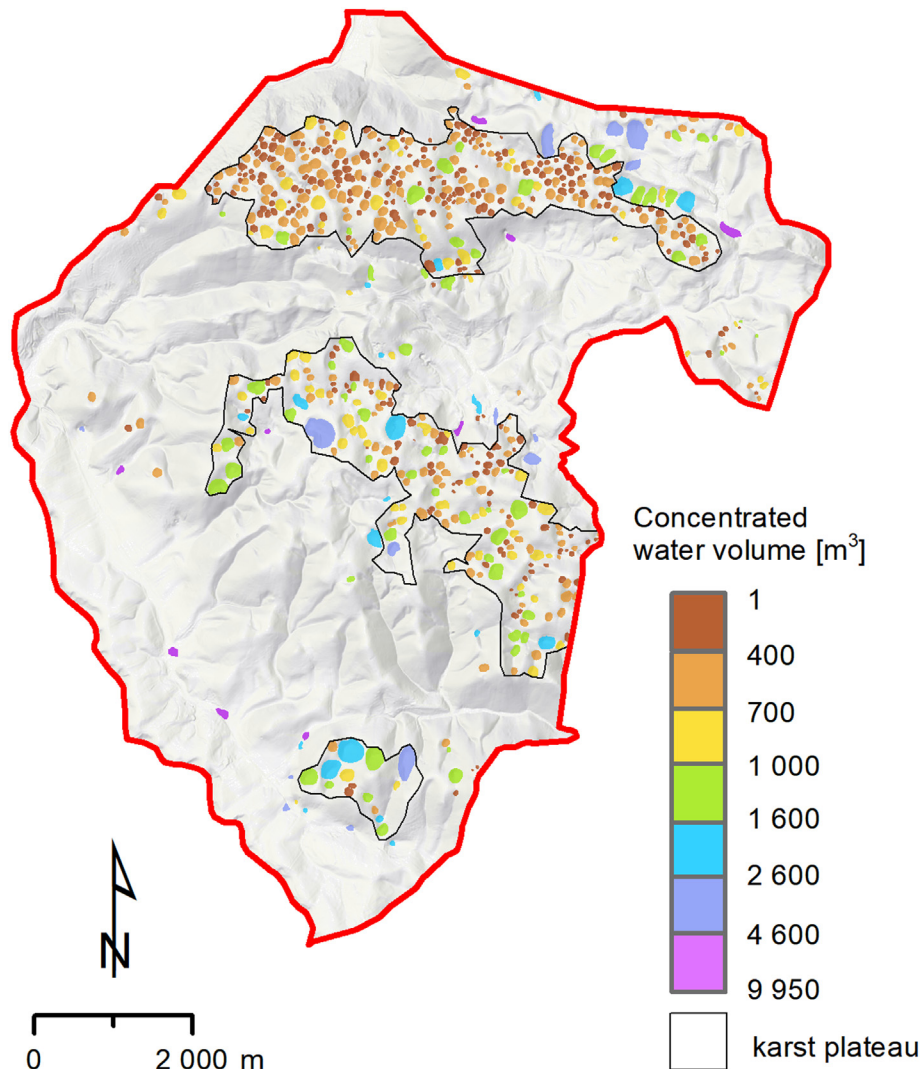 Concentrated
water volume [m³]
1
400
700
1 000
1 600
2 600
4 600
9 950
karst plateau
N
0 2 000 m